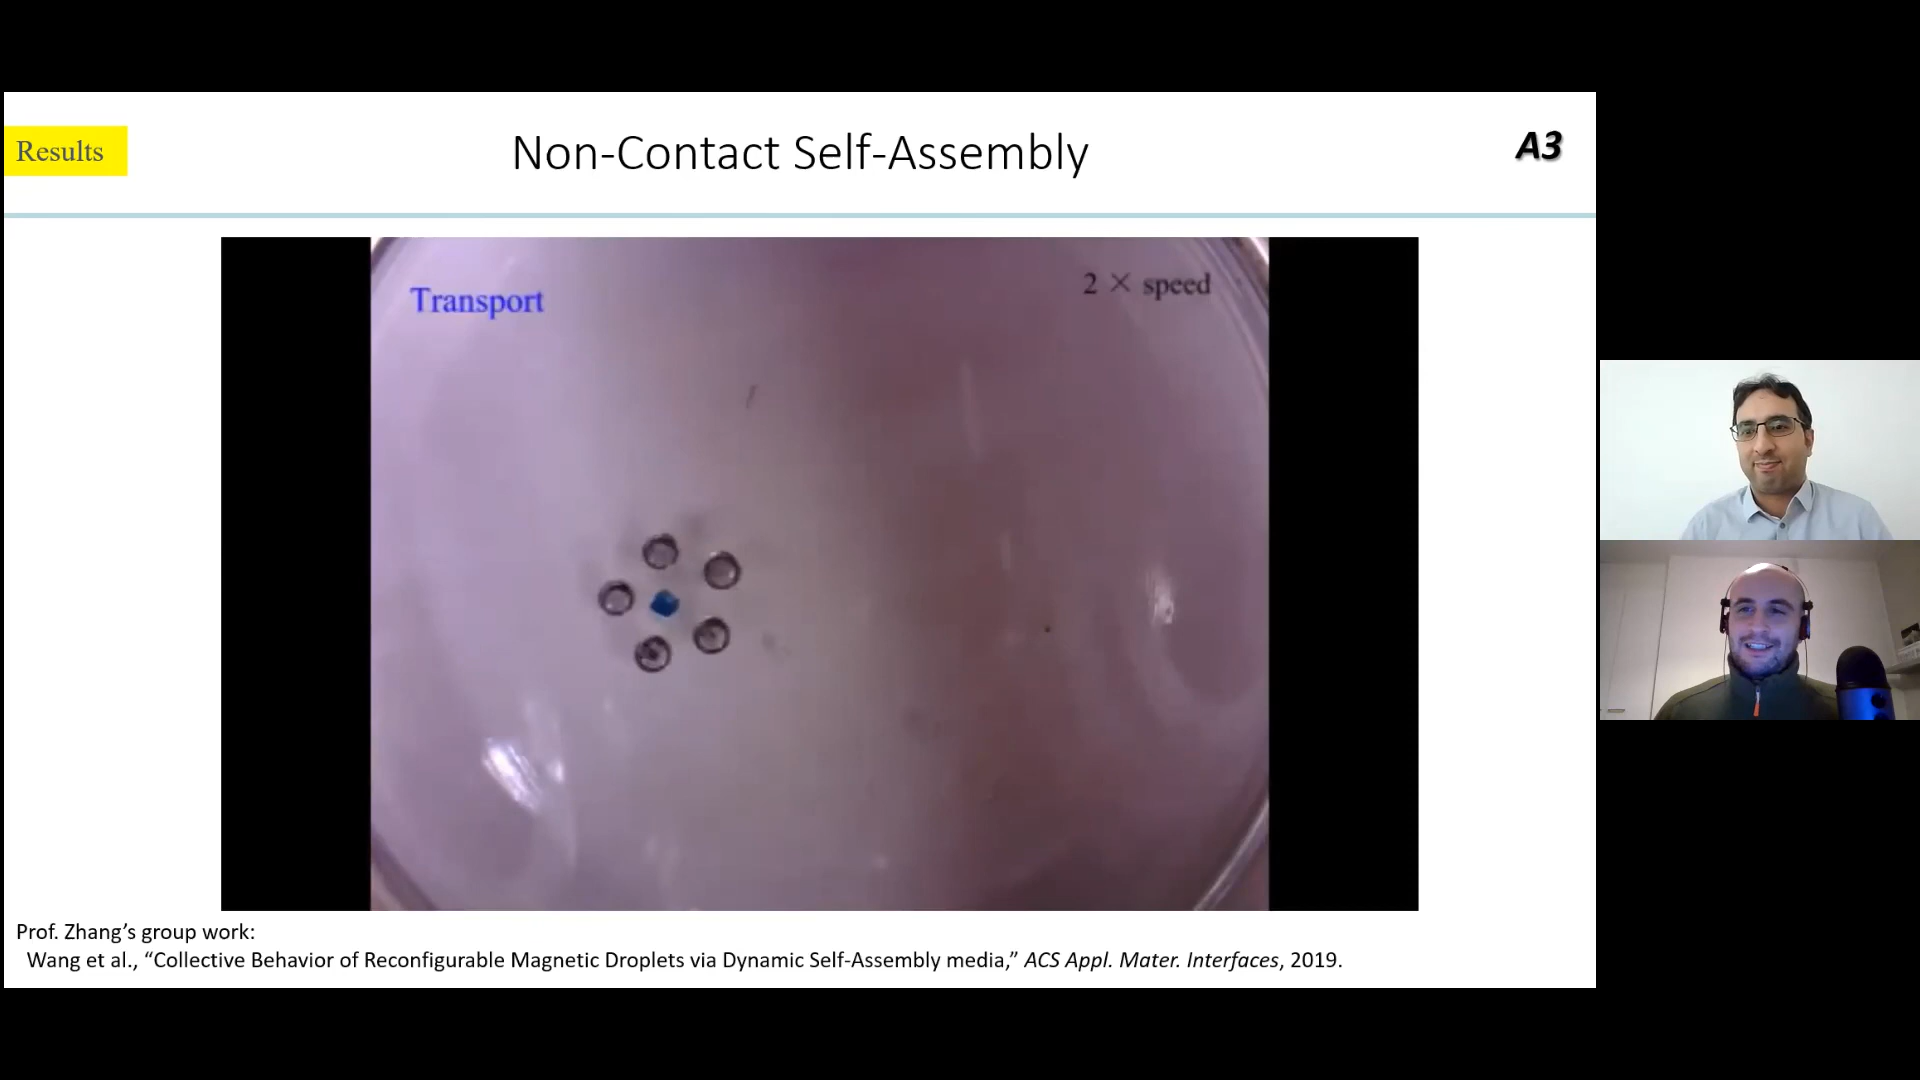 Results
Non-Contact Self-Assembly
A3
Transport
2 × speed
Prof. Zhang’s group work:
Wang et al., “Collective Behavior of Reconfigurable Magnetic Droplets via Dynamic Self-Assembly media,” ACS Appl. Mater. Interfaces, 2019.